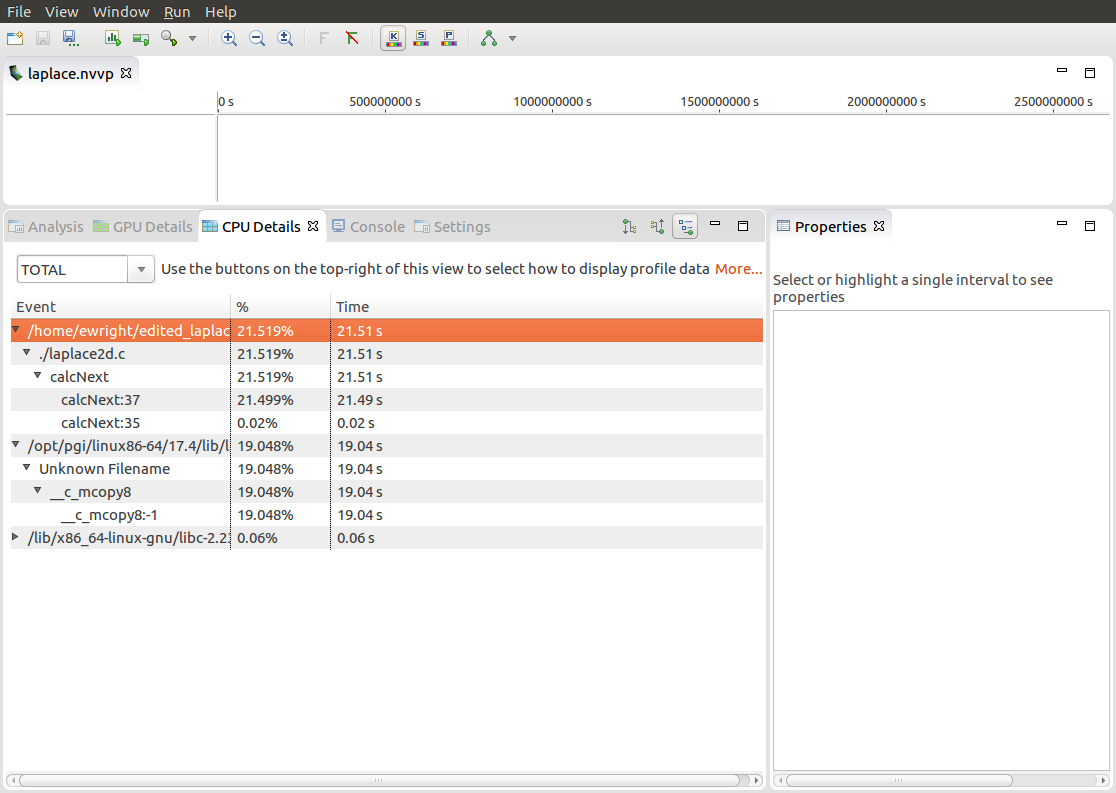 File View Window Run Help
F K S P
laplace.nvvp
0 s 5000000000 s 1000000000 s 1500000000 s 2000000000 s 2500000000 s
Analysis GPU Details CPU Details Console Settings
Properties
TOTAL Use the buttons on the top-right of this view to select how to display profile data More...
Select or highlight a single interval to see
properties
Event % Time
/home/ewright/edited_laplac 21.519% 21.51 s
./laplace2d.c 21.519% 21.51 s
calcNext 21.519% 21.51 s
calcNext:37 21.499% 21.49 s
calcNext:35 0.02% 0.02 s
/opt/pgi/linux86-64/17.4/lib/l 19.048% 19.04 s
Unknown Filename 19.048% 19.04 s
__c_mcopy8 19.048% 19.04 s
__c_mcopy8:-1 19.048% 19.04 s
/lib/x86_64-linux-gnu/libc-2.23 0.06% 0.06 s